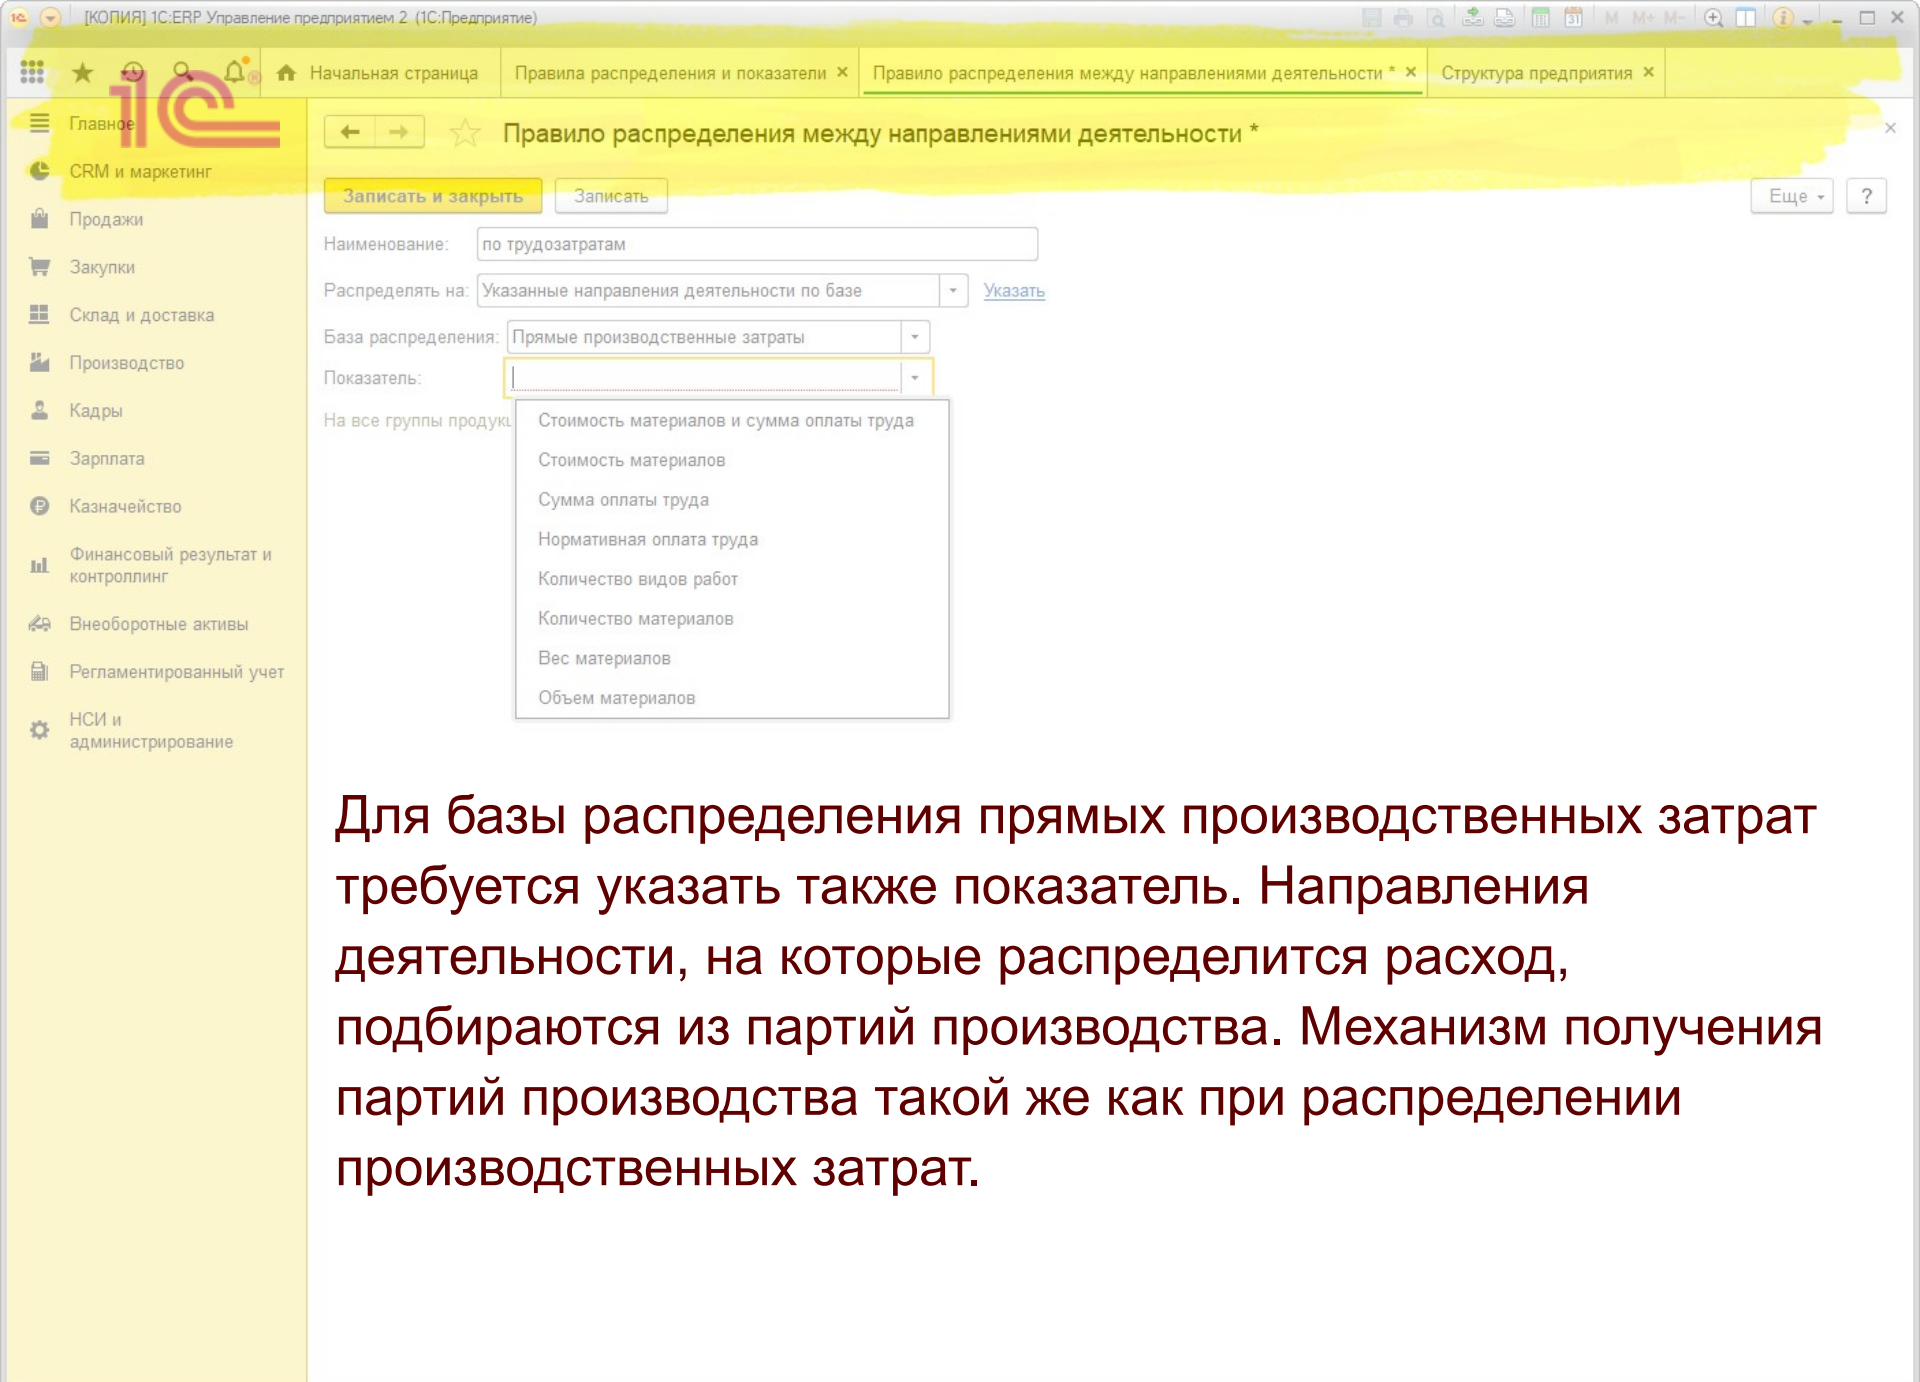 [КОПИЯ] 1С:ERP Управление предприятием 2 (1С:Предприятие)
M M+ M-
Начальная страница Правила распределения и показатели × Правило распределения между направлениями деятельности * × Структура предприятия ×
1С
Главное
CRM и маркетинг
Продажи
Закупки
Склад и доставка
Производство
Кадры
Зарплата
Казначейство
Финансовый результат и
контроллинг
Внеоборотные активы
Регламентированный учет
НСИ и
администрирование
Правило распределения между направлениями деятельности *
Записать и закрыть Записать Еще ?
Наименование: по трудозатратам
Распределять на: Указанные направления деятельности по базе Указать
База распределения: Прямые производственные затраты
Показатель:
На все группы продукц
Стоимость материалов и сумма оплаты труда
Стоимость материалов
Сумма оплаты труда
Нормативная оплата труда
Количество видов работ
Количество материалов
Вес материалов
Объем материалов
Для базы распределения прямых производственных затрат
требуется указать также показатель. Направления
деятельности, на которые распределится расход,
подбираются из партий производства. Механизм получения
партий производства такой же как при распределении
производственных затрат.